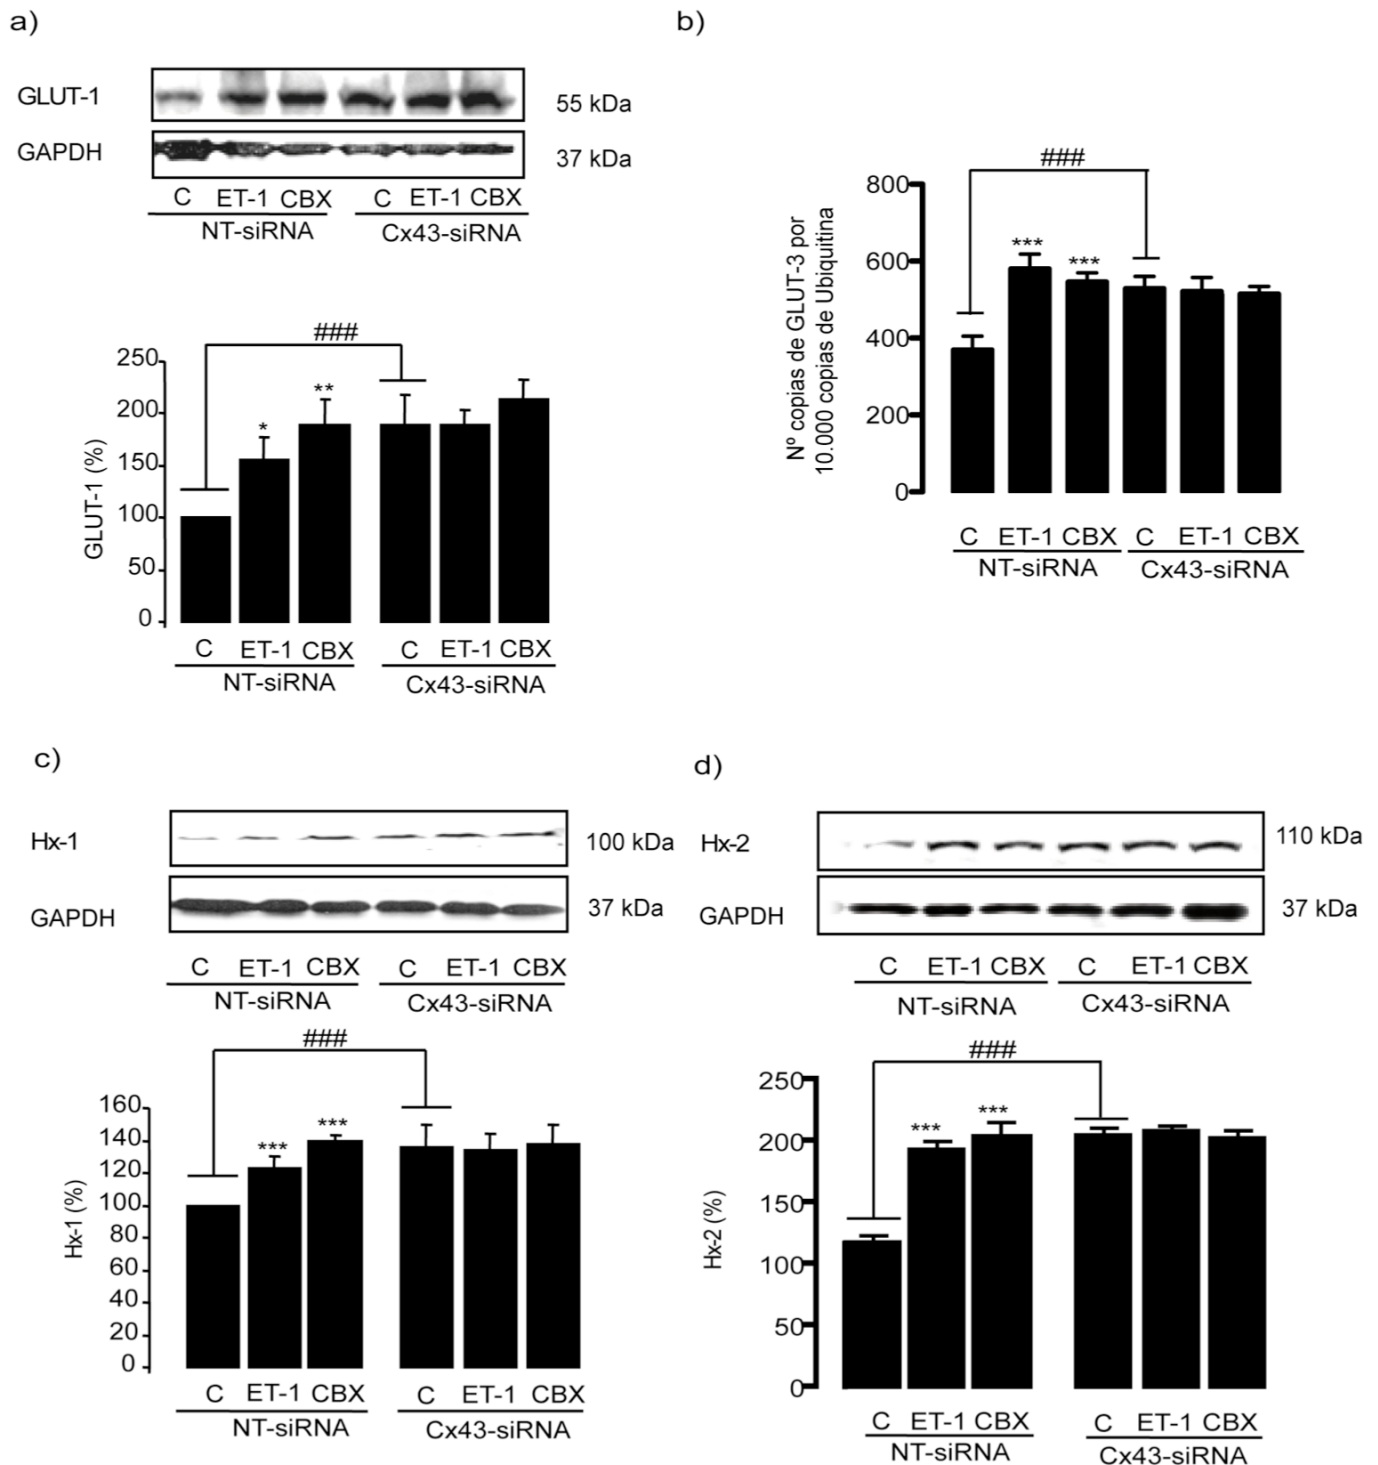 a)
GLUT-1
55 kDa
GAPDH
37 kDa
C ET-1 CBX C ET-1 CBX
NT-siRNA Cx43-siRNA
###
250
200
150
100
50
0
GLUT-1 (%)
* **
C ET-1 CBX C ET-1 CBX
NT-siRNA Cx43-siRNA
b)
###
800
600
400
200
0
Nº copias de GLUT-3 por
10.000 copias de Ubiquitina
*** ***
C ET-1 CBX C ET-1 CBX
NT-siRNA Cx43-siRNA
c)
Hx-1
100 kDa
GAPDH
37 kDa
C ET-1 CBX C ET-1 CBX
NT-siRNA Cx43-siRNA
###
160
140
120
100
80
60
40
20
0
Hx-1 (%)
*** ***
C ET-1 CBX C ET-1 CBX
NT-siRNA Cx43-siRNA
d)
Hx-2
110 kDa
GAPDH
37 kDa
C ET-1 CBX C ET-1 CBX
NT-siRNA Cx43-siRNA
###
250
200
150
100
50
0
Hx-2 (%)
*** ***
C ET-1 CBX C ET-1 CBX
NT-siRNA Cx43-siRNA